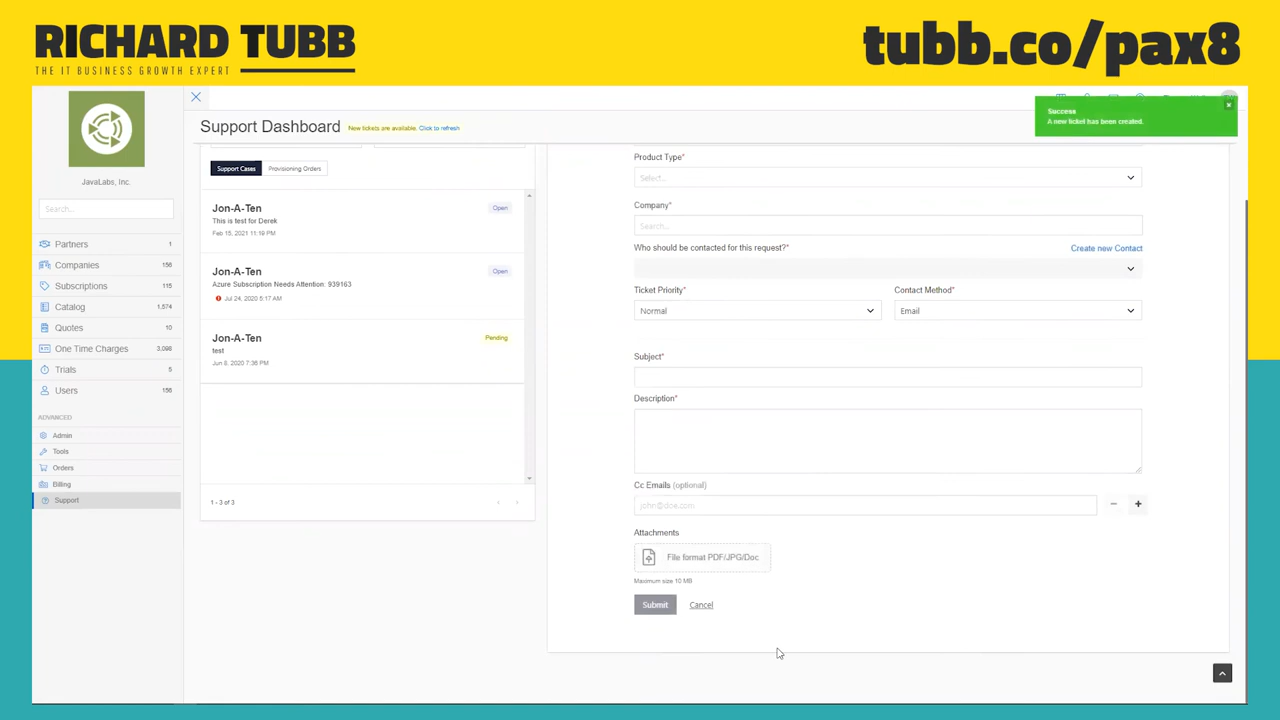 RICHARD TUBB
THE IT BUSINESS GROWTH EXPERT
tubb.co/pax8
JavaLabs, Inc.
Search...
Partners 1
Companies 156
Subscriptions 115
Catalog 1,574
Quotes 10
One Time Charges 3,098
Trials 5
Users 156
ADVANCED
Admin
Tools
Orders
Billing
Support
Support Dashboard
New tickets are available. Click to refresh
Success
A new ticket has been created.
Support Cases
Provisioning Orders
Jon-A-Ten Open
This is test for Derek
Feb 15, 2021 11:19 PM
Jon-A-Ten Open
Azure Subscription Needs Attention: 939163
Jul 24, 2020 5:17 AM
Jon-A-Ten Pending
test
Jun 8, 2020 7:36 PM
1 - 3 of 3
Product Type*
Select...
Company*
Search...
Who should be contacted for this request?* Create new Contact
Ticket Priority* Contact Method*
Normal Email
Subject*
Description*
Cc Emails (optional)
john@doe.com
Attachments
File format PDF/JPG/Doc
Maximum size 10 MB
Submit Cancel